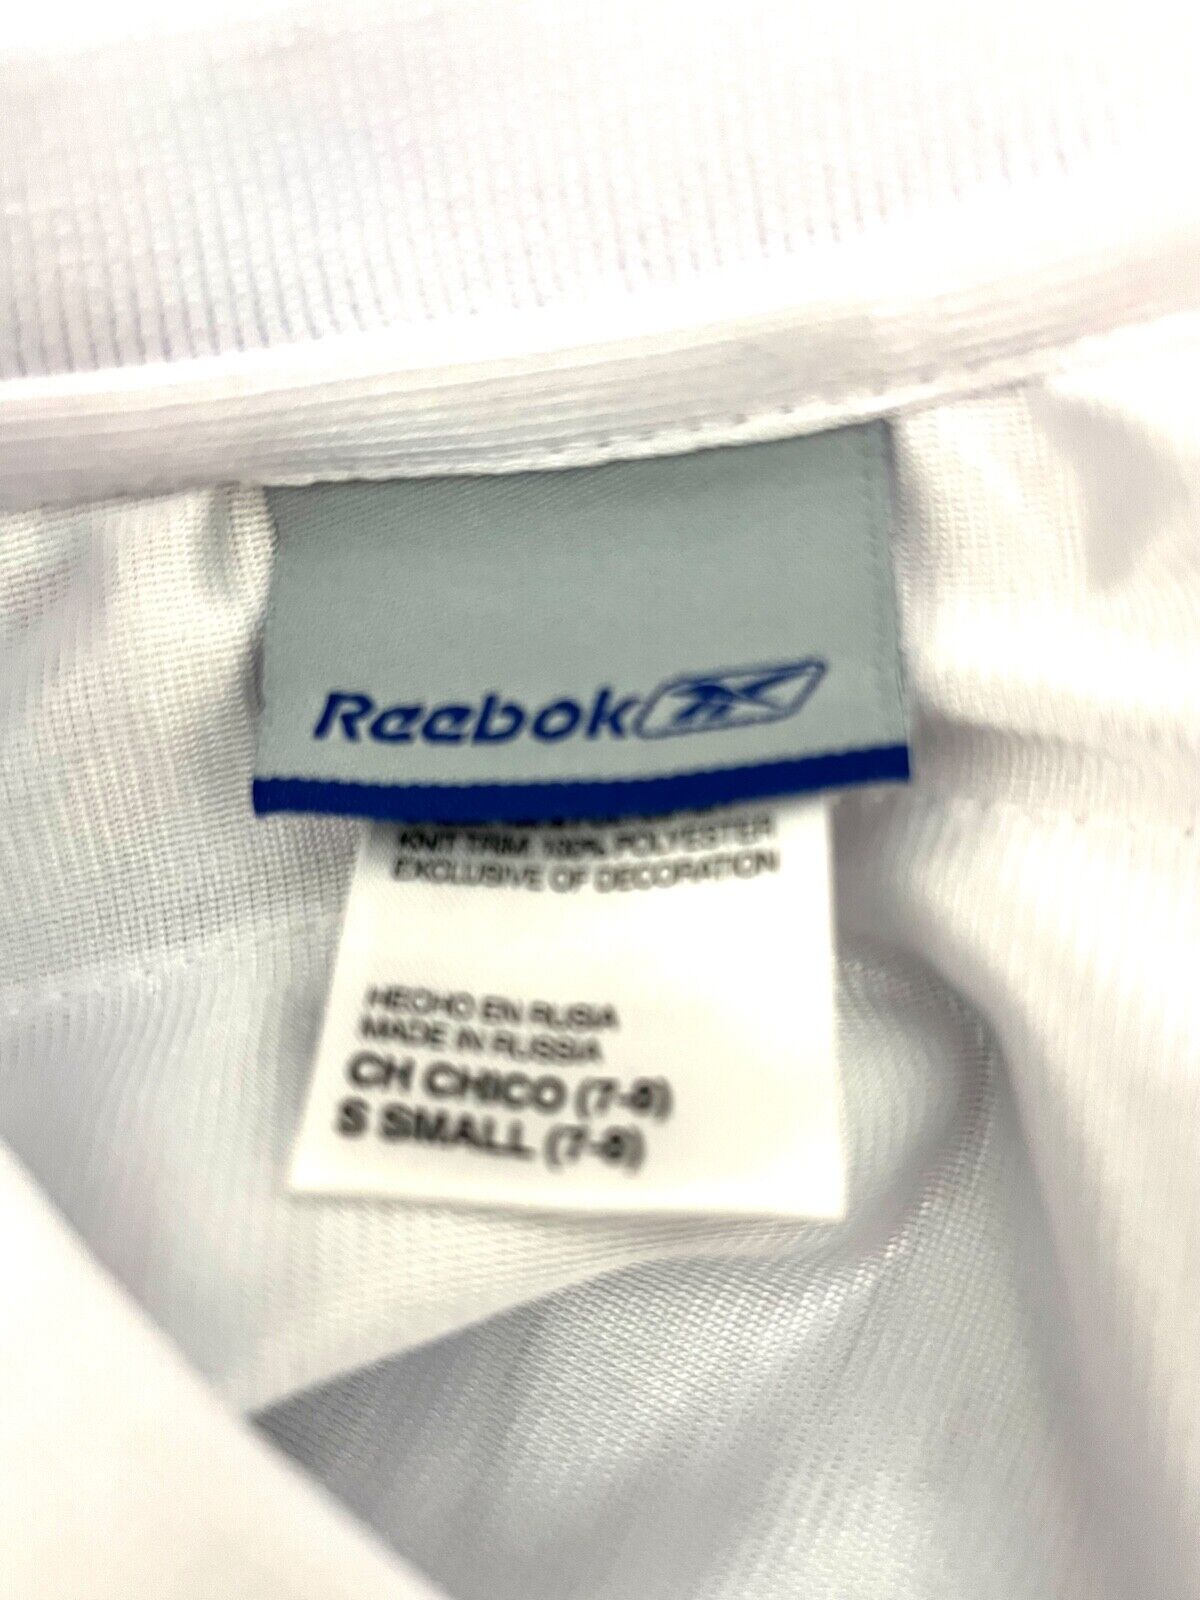 Reebok
KNIT TRIM 100% POLYESTER
EXCLUSIVE OF DECORATION
HECHO EN RUSIA
MADE IN RUSSIA
CH CHICO (7-8)
S SMALL (7-8)